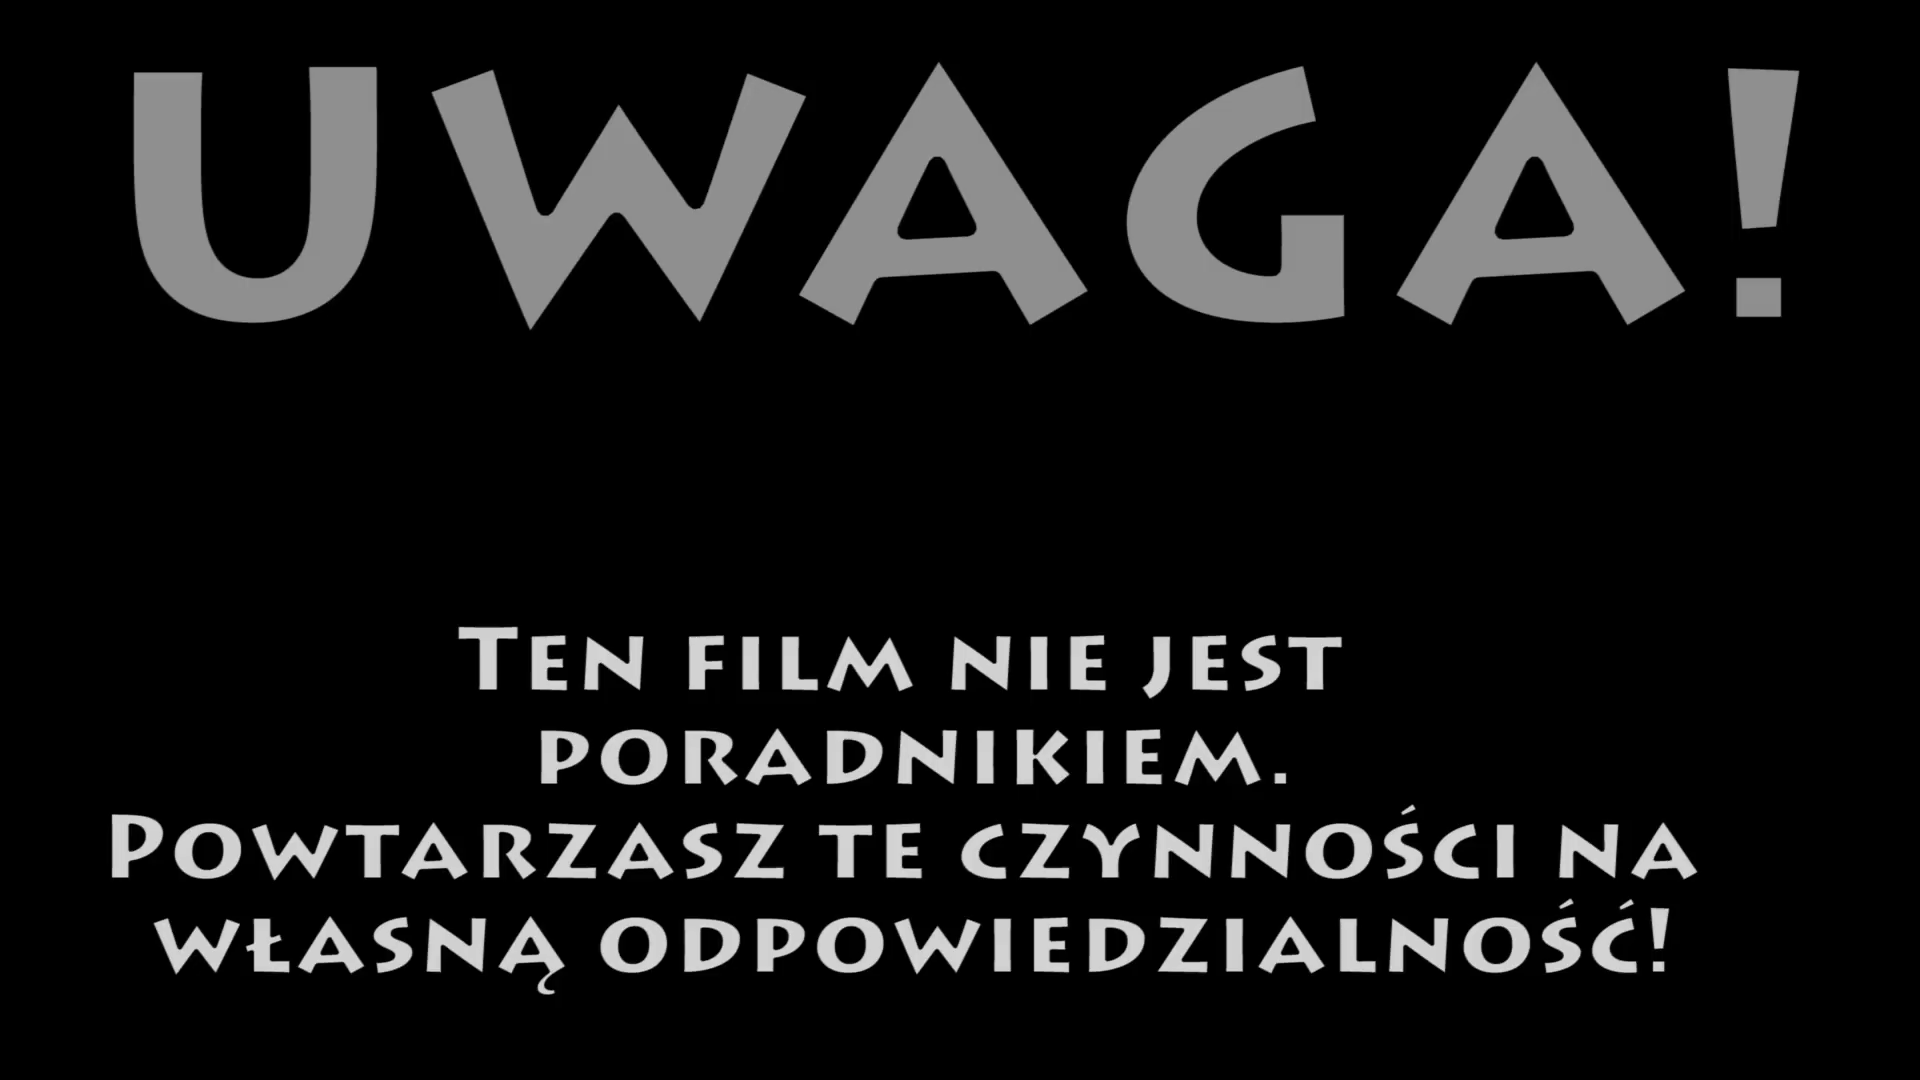 UWAGA!
Ten film nie jest
poradnikiem.
Powtarzasz te czynności na
własną odpowiedzialność!